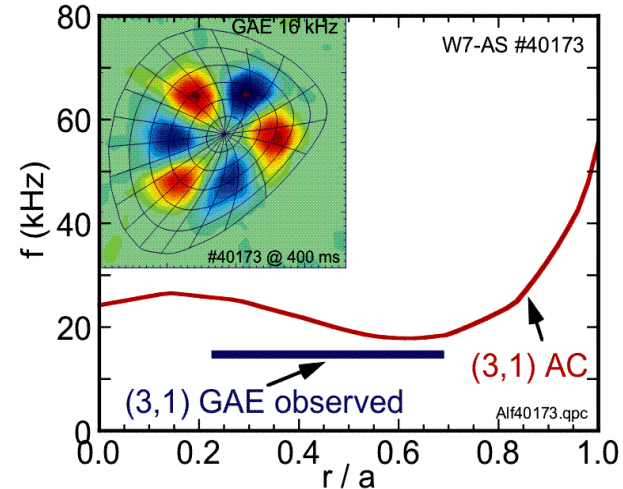 80
60
40
20
0
f (kHz)
GAE 16 kHz
#40173 @ 400 ms
W7-AS #40173
(3,1) AC
(3,1) GAE observed
Alf40173.qpc
0.0 0.2 0.4 0.6 0.8 1.0
r / a